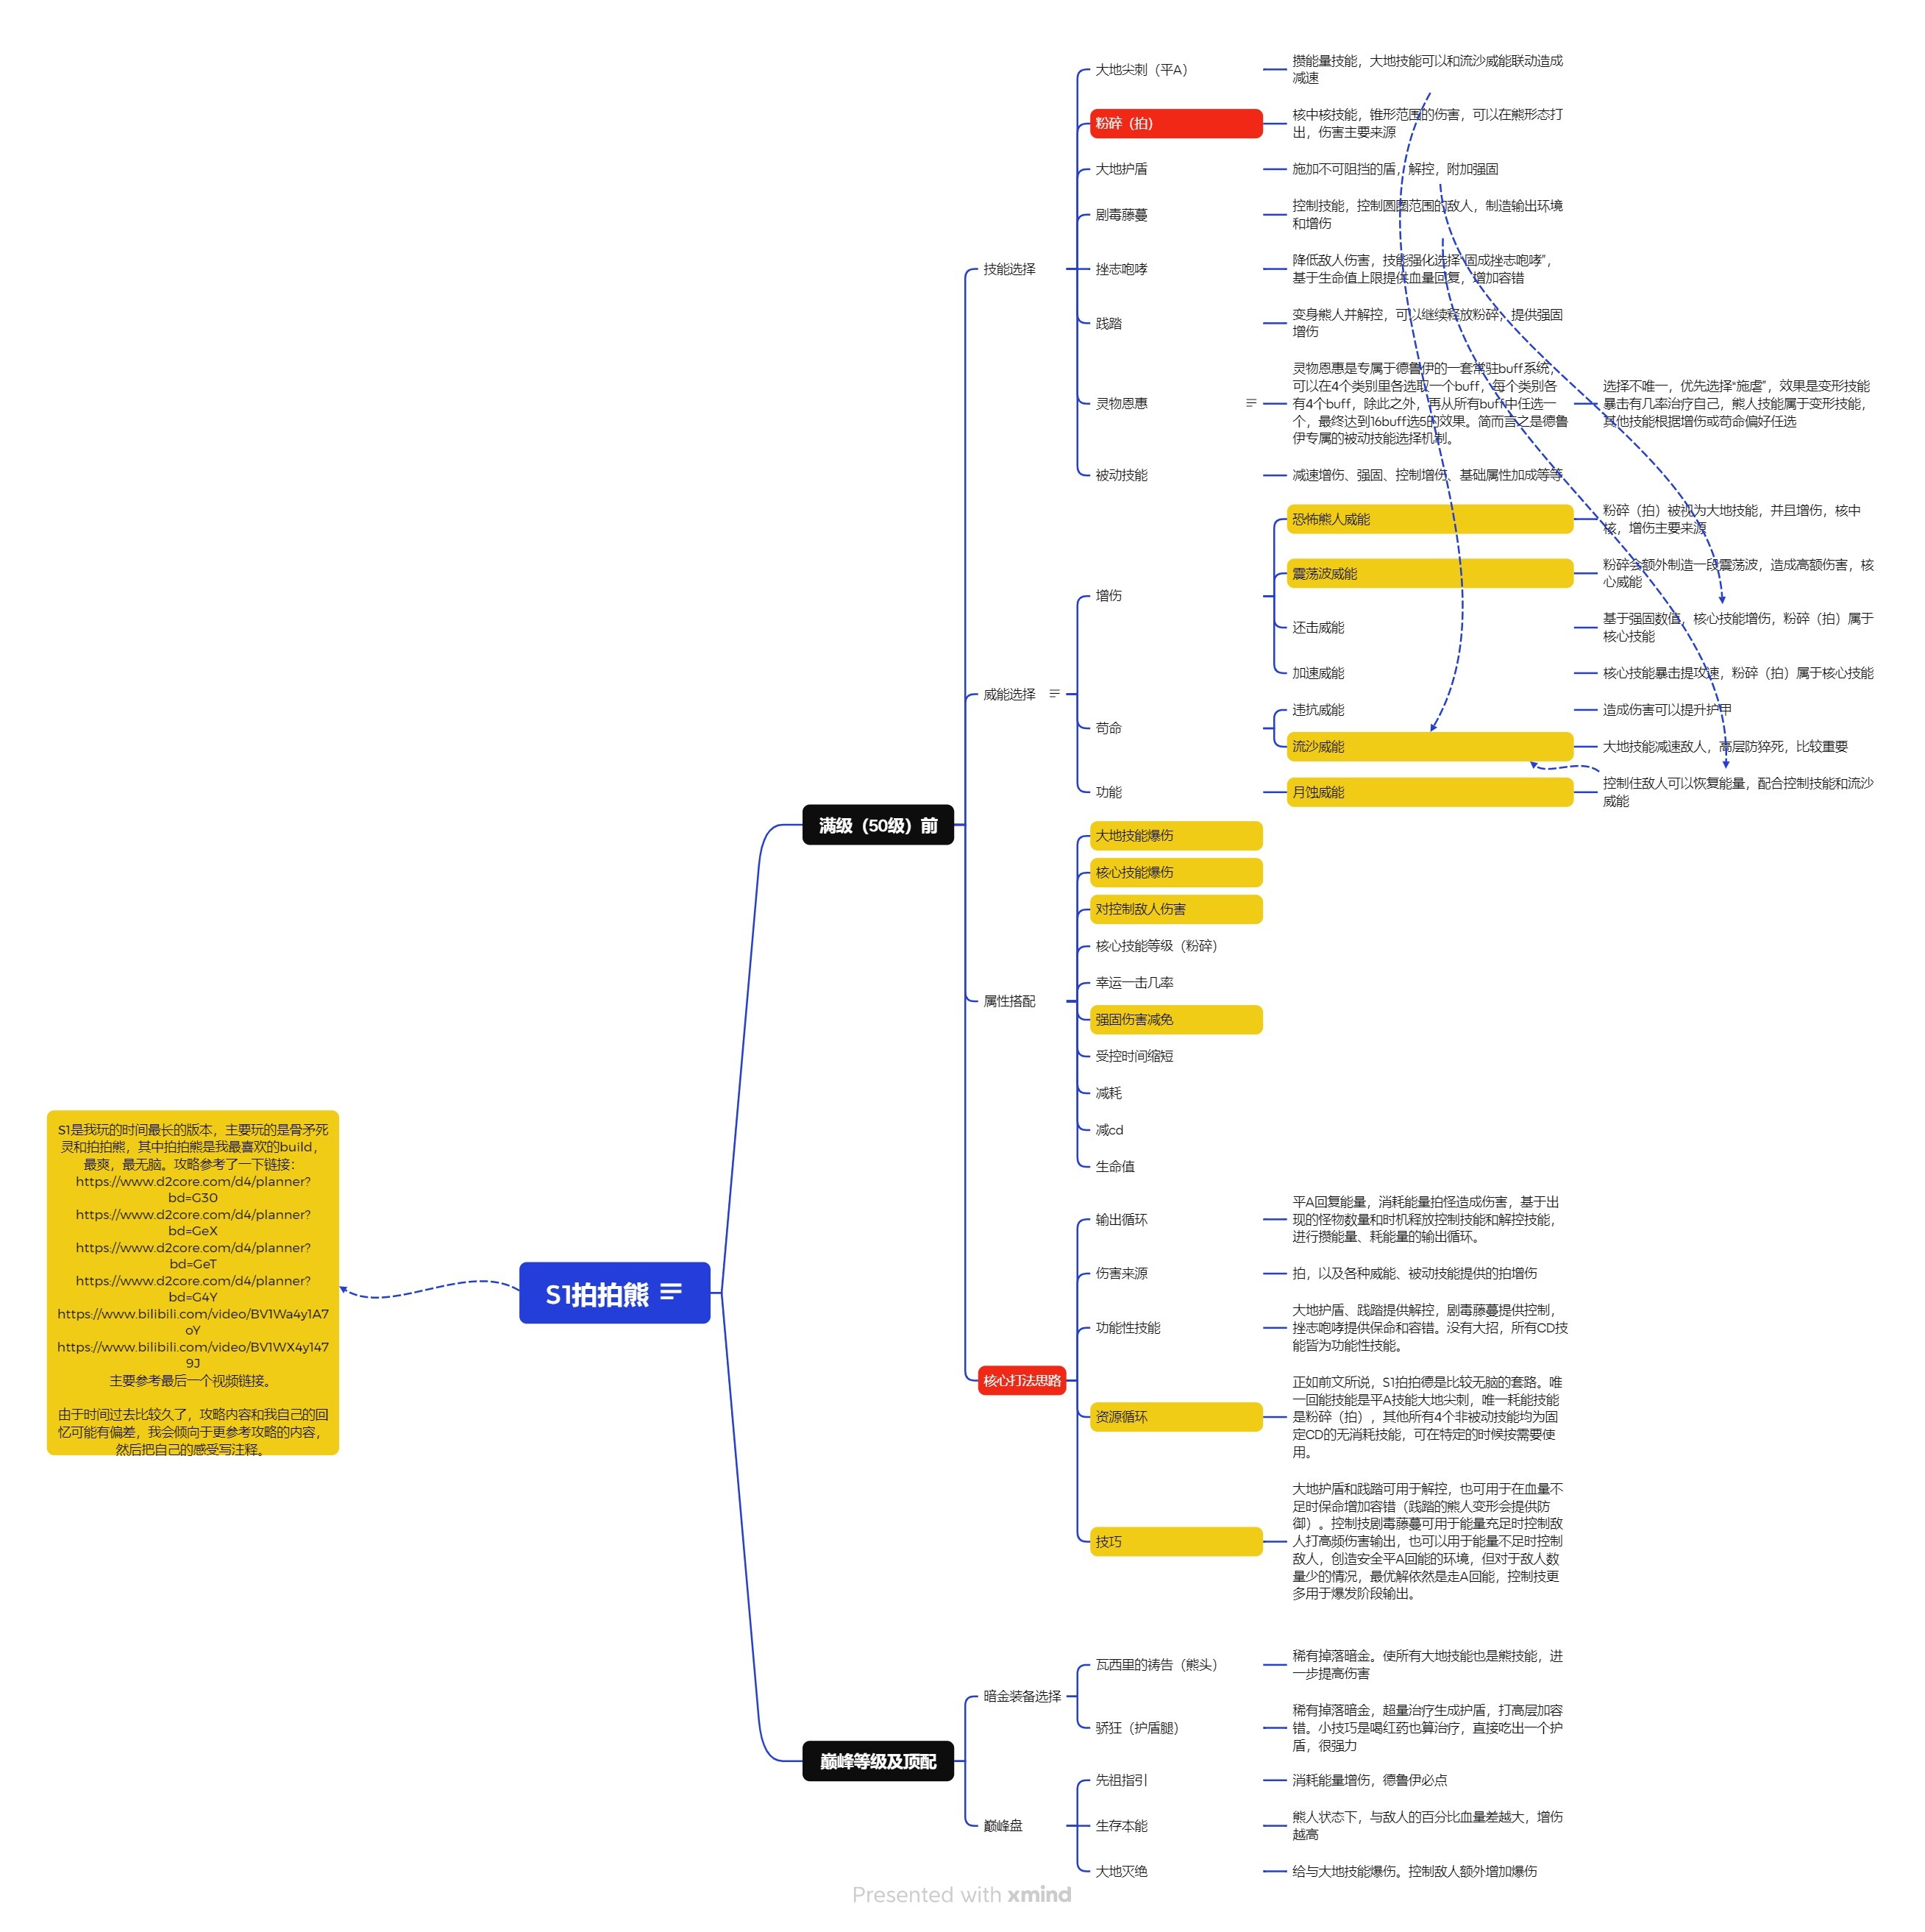 大地尖刺（平A）
攒能量技能，大地技能可以和流沙威能联动造成
减速
粉碎（拍）
核中核技能，锥形范围的伤害，可以在熊形态打
出，伤害主要来源
大地护盾
施加不可阻挡的盾，解控，附加强固
剧毒藤蔓
控制技能，控制圆圈范围的敌人，制造输出环境
和增伤
技能选择
挫志咆哮
降低敌人伤害，技能强化选择“固成挫志咆哮”，
基于生命值上限提供血量回复，增加容错
践踏
变身熊人并解控，可以继续释放粉碎，提供强固
增伤
灵物恩惠
灵物恩惠是专属于德鲁伊的一套常驻buff系统，
可以在4个类别里各选取一个buff，每个类别各
有4个buff，除此之外，再从所有buff中任选一
个，最终达到16buff选5的效果。简而言之是德鲁
伊专属的被动技能选择机制。
选择不唯一，优先选择“施虐”，效果是变形技能
暴击有几率治疗自己，熊人技能属于变形技能，
其他技能根据增伤或苟命偏好任选
被动技能
减速增伤、强固、控制增伤、基础属性加成等等
恐怖熊人威能
粉碎（拍）被视为大地技能，并且增伤，核中
核，增伤主要来源
震荡波威能
粉碎会额外制造一段震荡波，造成高额伤害，核
心威能
增伤
还击威能
基于强固数值，核心技能增伤，粉碎（拍）属于
核心技能
加速威能
核心技能暴击提攻速，粉碎（拍）属于核心技能
威能选择
违抗威能
造成伤害可以提升护甲
苟命
流沙威能
大地技能减速敌人，高层防猝死，比较重要
功能
月蚀威能
控制住敌人可以恢复能量，配合控制技能和流沙
威能
满级（50级）前
大地技能爆伤
核心技能爆伤
对控制敌人伤害
核心技能等级（粉碎）
幸运一击几率
属性搭配
强固伤害减免
受控时间缩短
减耗
减cd
生命值
S1是我玩的时间最长的版本，主要玩的是骨矛死
灵和拍拍熊，其中拍拍熊是我最喜欢的build，
最爽，最无脑。攻略参考了一下链接：
https://www.d2core.com/d4/planner?
bd=G30
https://www.d2core.com/d4/planner?
bd=GeX
https://www.d2core.com/d4/planner?
bd=GeT
https://www.d2core.com/d4/planner?
bd=G4Y
https://www.bilibili.com/video/BV1Wa4y1A7
oY
https://www.bilibili.com/video/BV1WX4y147
9J
主要参考最后一个视频链接。
由于时间过去比较久了，攻略内容和我自己的回
忆可能有偏差，我会倾向于更参考攻略的内容，
然后把自己的感受写注释。
S1拍拍熊
输出循环
平A回复能量，消耗能量拍怪造成伤害，基于出
现的怪物数量和时机释放控制技能和解控技能，
进行攒能量、耗能量的输出循环。
伤害来源
拍，以及各种威能、被动技能提供的拍增伤
功能性技能
大地护盾、践踏提供解控，剧毒藤蔓提供控制，
挫志咆哮提供保命和容错。没有大招，所有CD技
能皆为功能性技能。
核心打法思路
资源循环
正如前文所说，S1拍拍德是比较无脑的套路。唯
一回能技能是平A技能大地尖刺，唯一耗能技能
是粉碎（拍），其他所有4个非被动技能均为固
定CD的无消耗技能，可在特定的时候按需要使
用。
技巧
大地护盾和践踏可用于解控，也可用于在血量不
足时保命增加容错（践踏的熊人变形会提供防
御）。控制技剧毒藤蔓可用于能量充足时控制敌
人打高频伤害输出，也可以用于能量不足时控制
敌人，创造安全平A回能的环境，但对于敌人数
量少的情况，最优解依然是走A回能，控制技更
多用于爆发阶段输出。
瓦西里的祷告（熊头）
稀有掉落暗金。使所有大地技能也是熊技能，进
一步提高伤害
暗金装备选择
骄狂（护盾腿）
稀有掉落暗金，超量治疗生成护盾，打高层加容
错。小技巧是喝红药也算治疗，直接吃出一个护
盾，很强力
巅峰等级及顶配
先祖指引
消耗能量增伤，德鲁伊必点
巅峰盘
生存本能
熊人状态下，与敌人的百分比血量差越大，增伤
越高
大地灭绝
给与大地技能爆伤。控制敌人额外增加爆伤
Presented with xmind